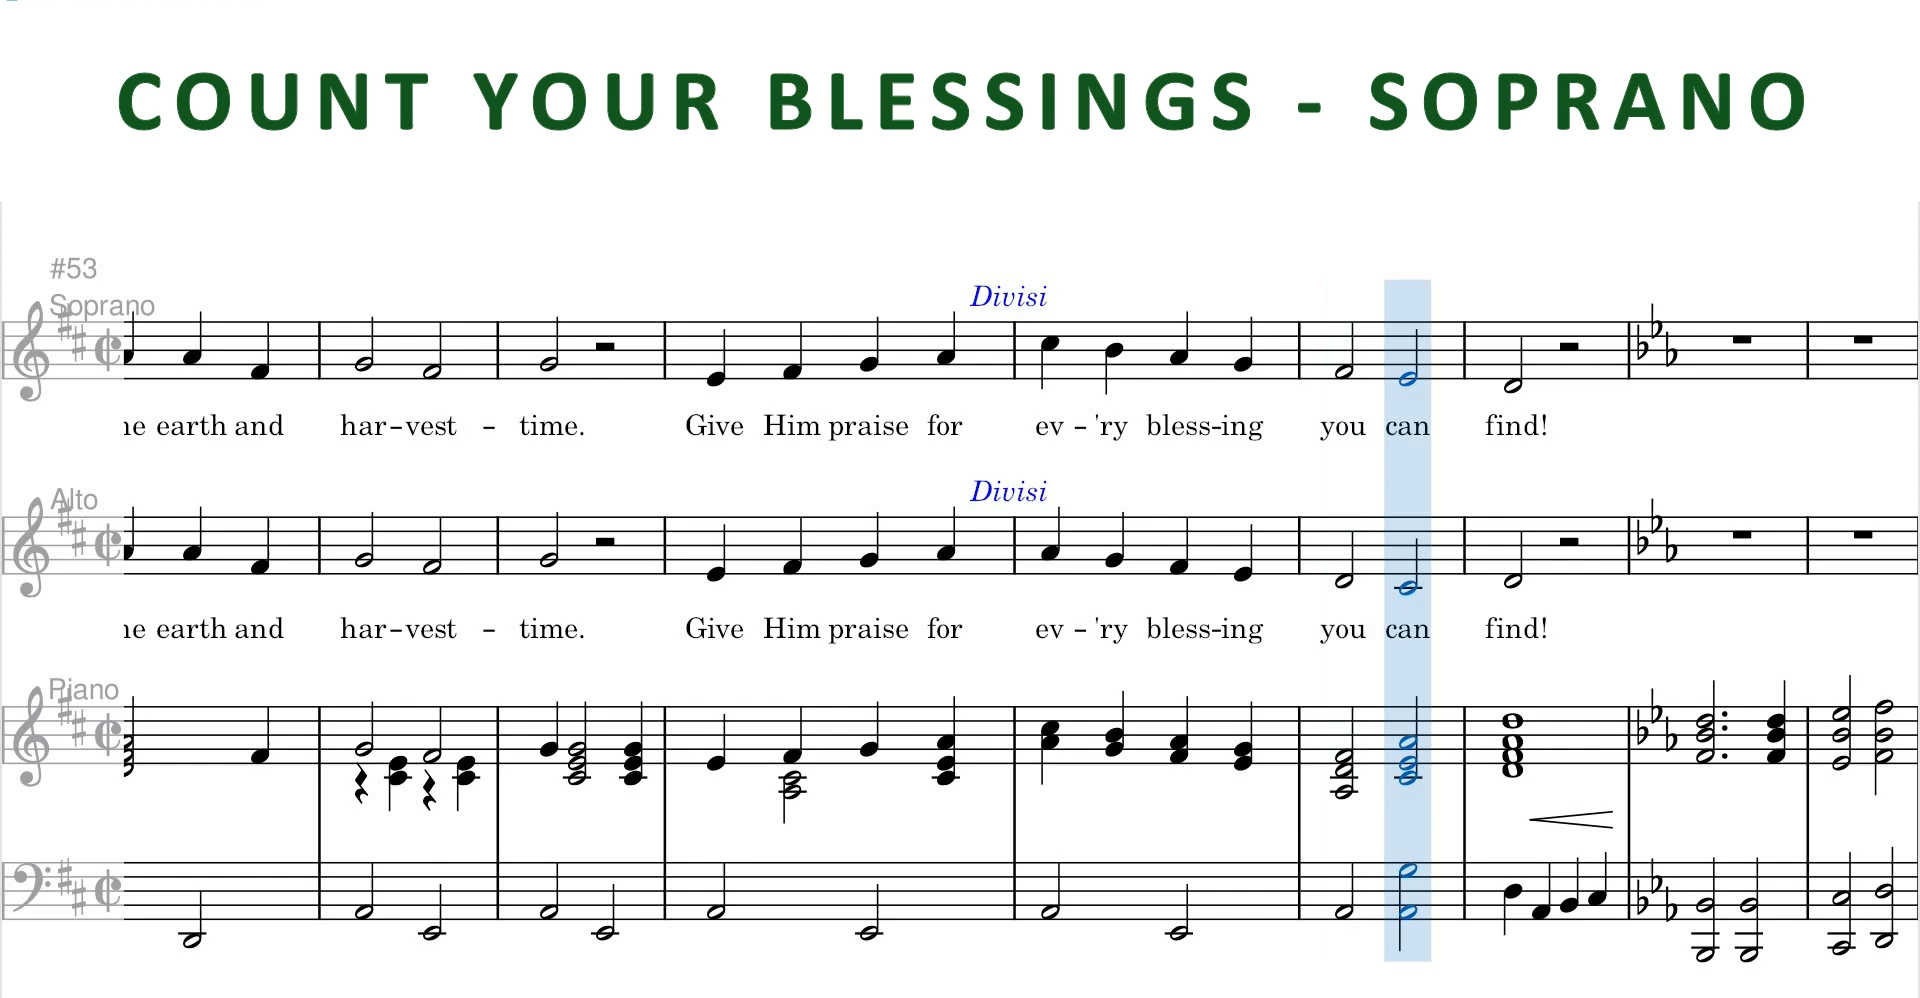 COUNT YOUR BLESSINGS - SOPRANO
#53
Soprano
Divisi
earth and har-vest - time. Give Him praise for ev-'ry bless-ing you can find!
Alto
Divisi
earth and har-vest - time. Give Him praise for ev-'ry bless-ing you can find!
Piano